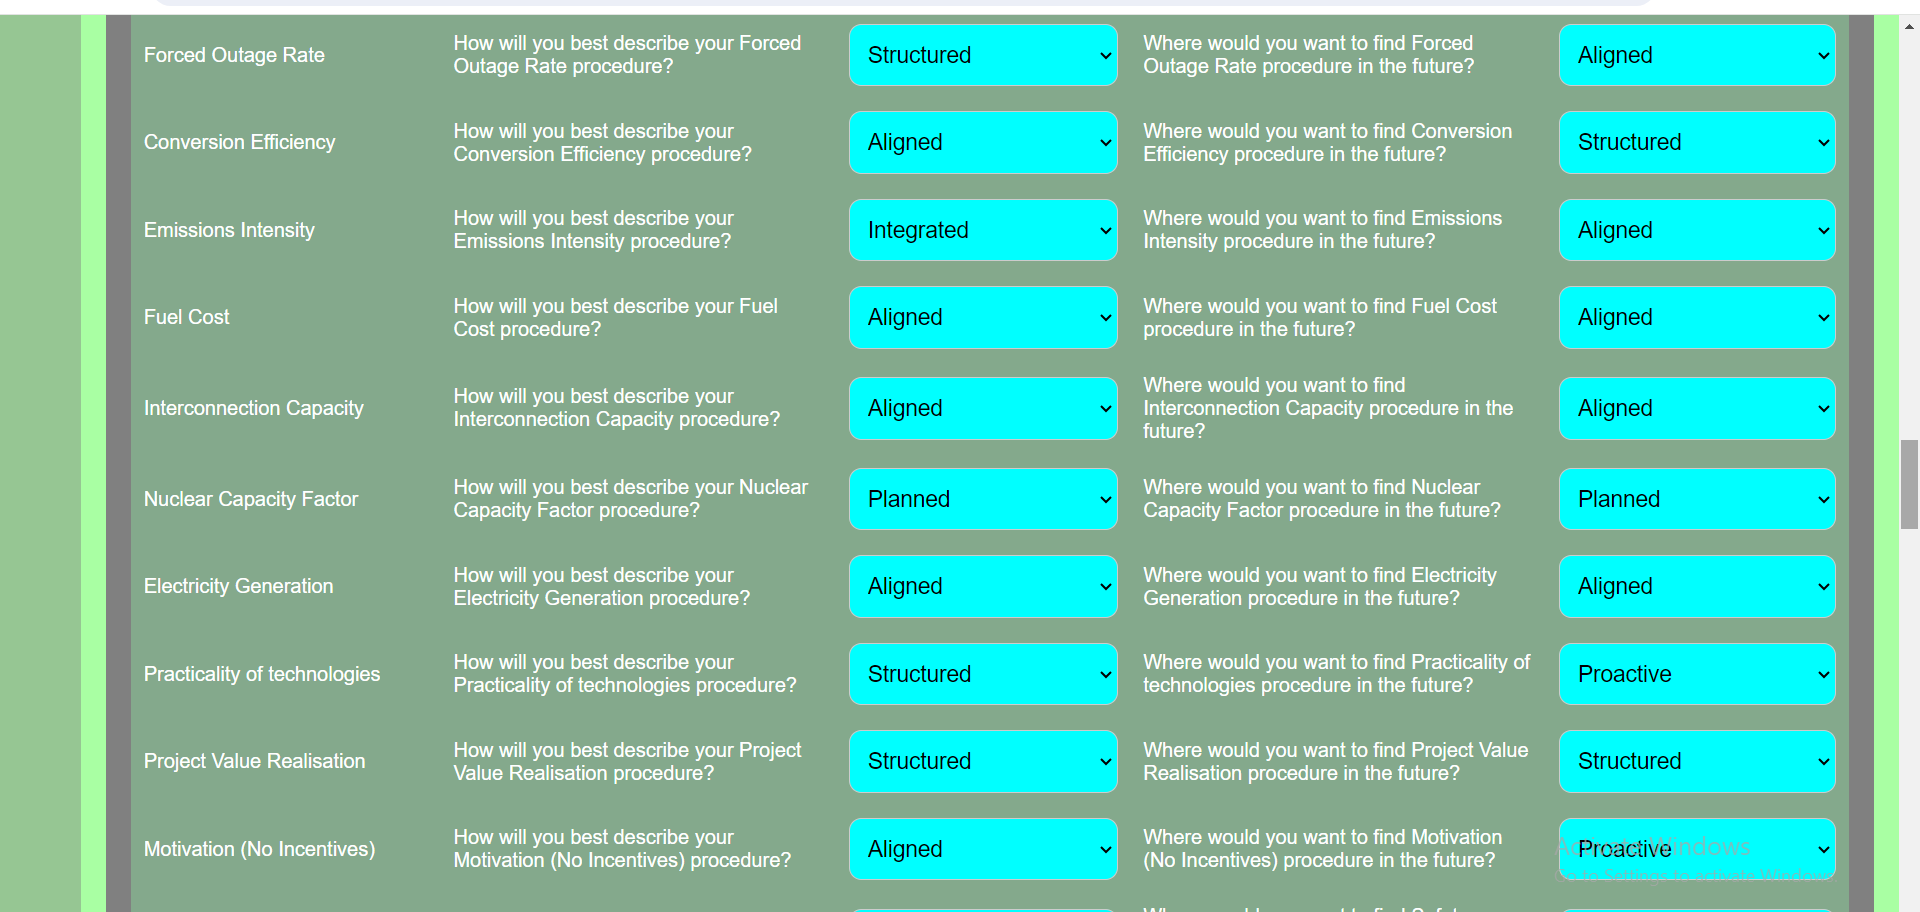 Forced Outage Rate
How will you best describe your Forced
Outage Rate procedure?
Structured
Where would you want to find Forced
Outage Rate procedure in the future?
Aligned
Conversion Efficiency
How will you best describe your
Conversion Efficiency procedure?
Aligned
Where would you want to find Conversion
Efficiency procedure in the future?
Structured
Emissions Intensity
How will you best describe your
Emissions Intensity procedure?
Integrated
Where would you want to find Emissions
Intensity procedure in the future?
Aligned
Fuel Cost
How will you best describe your Fuel
Cost procedure?
Aligned
Where would you want to find Fuel Cost
procedure in the future?
Aligned
Interconnection Capacity
How will you best describe your
Interconnection Capacity procedure?
Aligned
Where would you want to find
Interconnection Capacity procedure in the
future?
Aligned
Nuclear Capacity Factor
How will you best describe your Nuclear
Capacity Factor procedure?
Planned
Where would you want to find Nuclear
Capacity Factor procedure in the future?
Planned
Electricity Generation
How will you best describe your
Electricity Generation procedure?
Aligned
Where would you want to find Electricity
Generation procedure in the future?
Aligned
Practicality of technologies
How will you best describe your
Practicality of technologies procedure?
Structured
Where would you want to find Practicality of
technologies procedure in the future?
Proactive
Project Value Realisation
How will you best describe your Project
Value Realisation procedure?
Structured
Where would you want to find Project Value
Realisation procedure in the future?
Structured
Motivation (No Incentives)
How will you best describe your
Motivation (No Incentives) procedure?
Aligned
Where would you want to find Motivation
(No Incentives) procedure in the future?
Proactive
Activate Windows
Go to Settings to activate Windows.